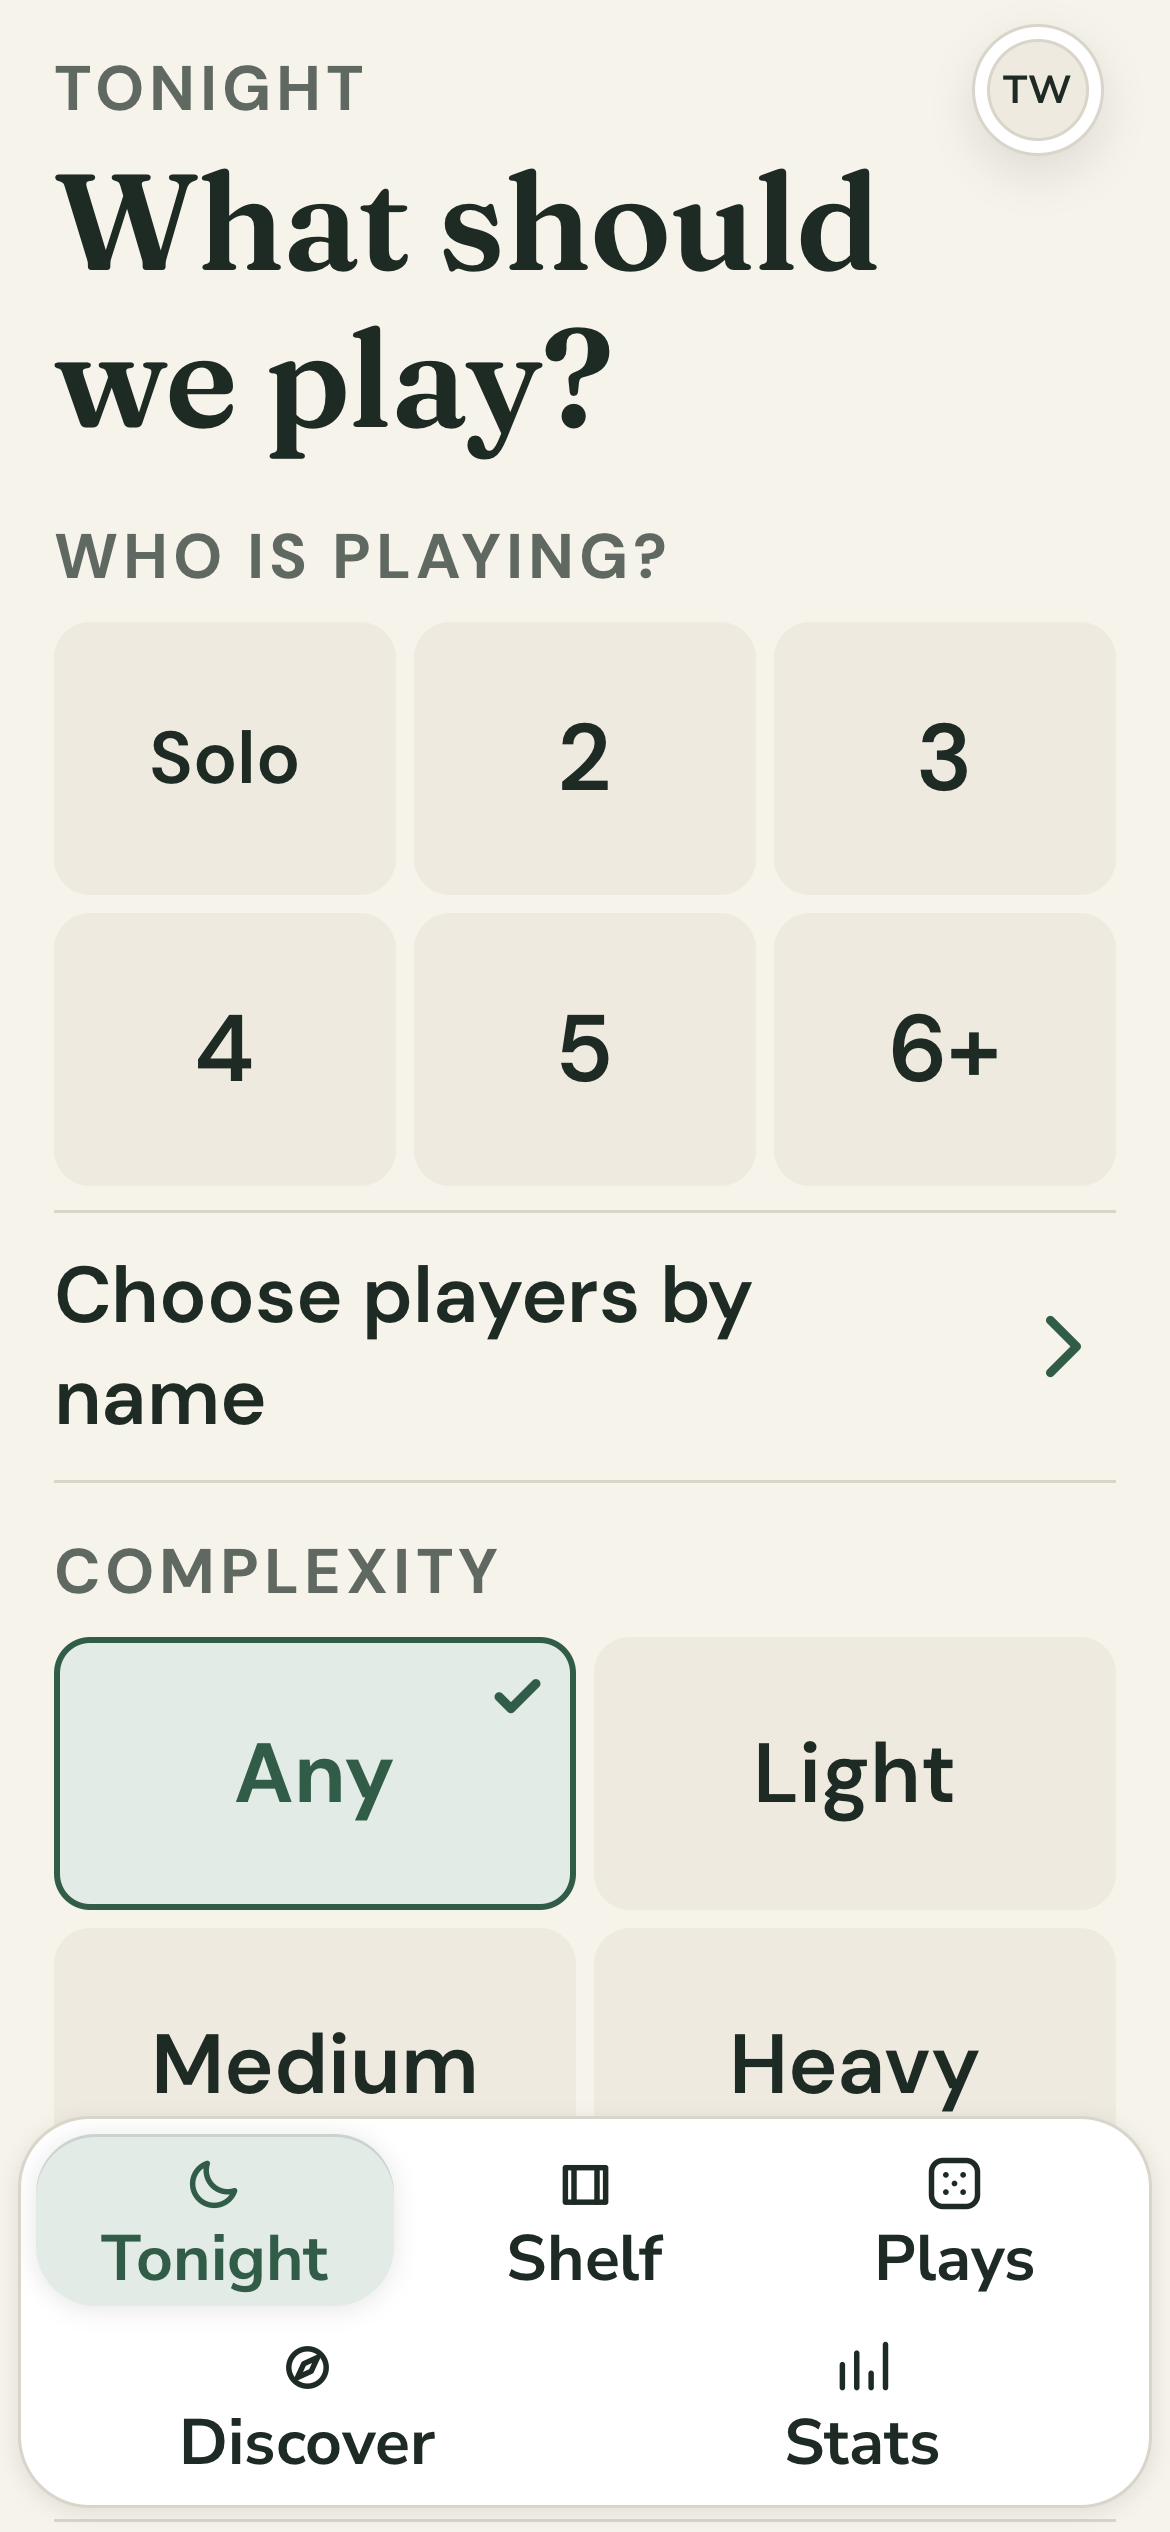 TONIGHT
TW
What should
we play?
WHO IS PLAYING?
Solo
2
3
4
5
6+
Choose players by
name
COMPLEXITY
Any
Light
Medium
Heavy
Tonight
Shelf
Plays
Discover
Stats